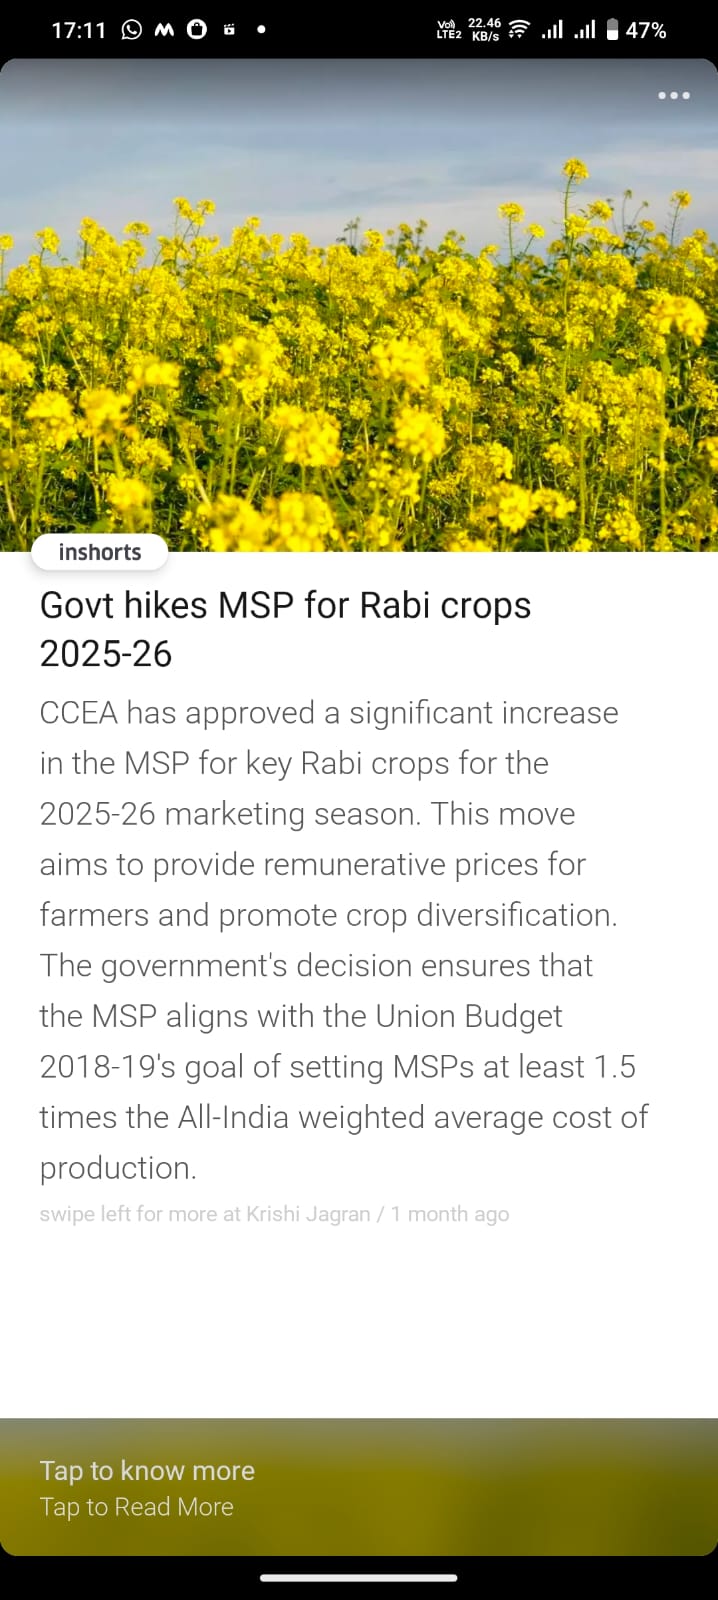 17:11 Vo)) LTE2 22.46 KB/s 47%
inshorts
Govt hikes MSP for Rabi crops
2025-26
CCEA has approved a significant increase
in the MSP for key Rabi crops for the
2025-26 marketing season. This move
aims to provide remunerative prices for
farmers and promote crop diversification.
The government's decision ensures that
the MSP aligns with the Union Budget
2018-19's goal of setting MSPs at least 1.5
times the All-India weighted average cost of
production.
swipe left for more at Krishi Jagran / 1 month ago
Tap to know more
Tap to Read More